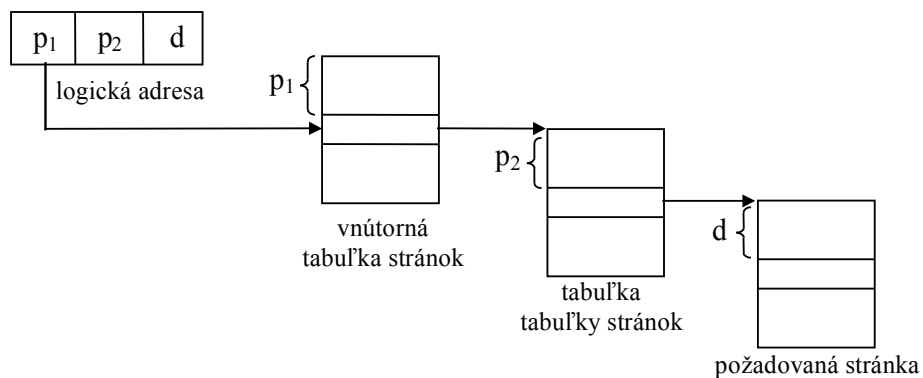 p₁ p₂ d
logická adresa
p₁
vnútorná
tabuľka stránok
p₂
tabuľka
tabuľky stránok
d
požadovaná stránka